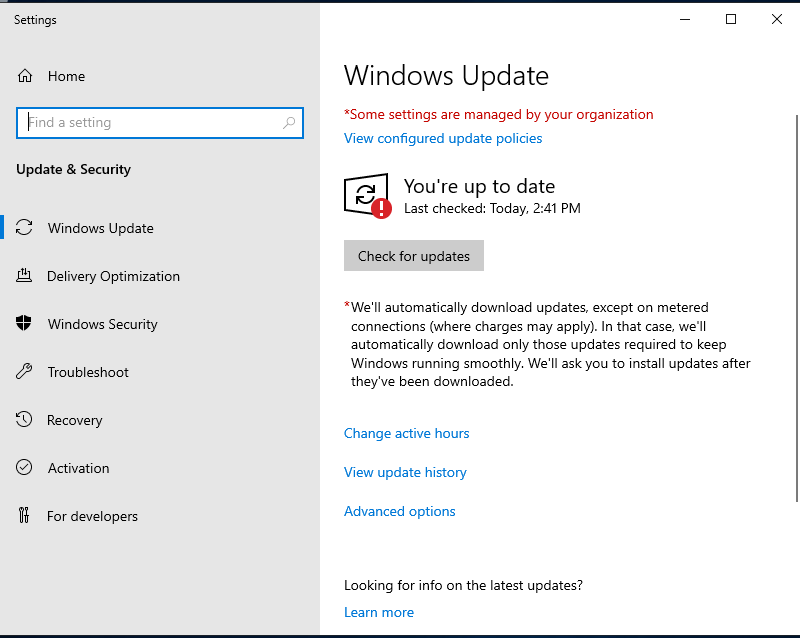 Settings
Home
Find a setting
Update & Security
Windows Update
Delivery Optimization
Windows Security
Troubleshoot
Recovery
Activation
For developers
Windows Update
*Some settings are managed by your organization
View configured update policies
You're up to date
Last checked: Today, 2:41 PM
Check for updates
*We'll automatically download updates, except on metered
connections (where charges may apply). In that case, we'll
automatically download only those updates required to keep
Windows running smoothly. We'll ask you to install updates after
they've been downloaded.
Change active hours
View update history
Advanced options
Looking for info on the latest updates?
Learn more